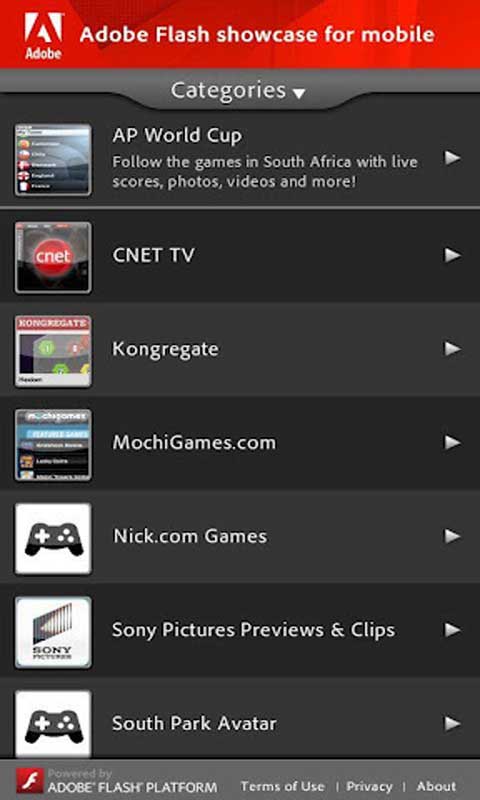 Adobe
Adobe Flash showcase for mobile
Categories
AP World Cup
Follow the games in South Africa with live
scores, photos, videos and more!
cnet
CNET TV
KONGREGATE
Kongregate
mochigames
FEATURED GAMES
MochiGames.com
Nick.com Games
SONY
PICTURES
Sony Pictures Previews & Clips
South Park Avatar
Powered by
ADOBE® FLASH® PLATFORM
Terms of Use | Privacy | About